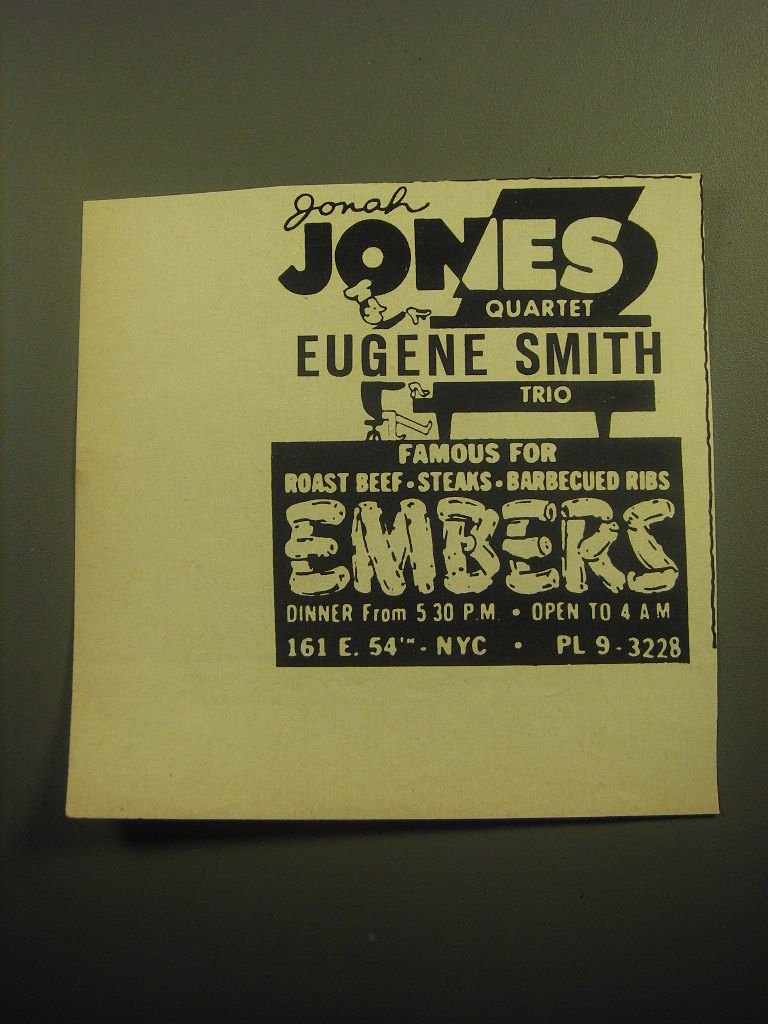 Jonah
JONES
QUARTET
EUGENE SMITH
TRIO
FAMOUS FOR
ROAST BEEF • STEAKS • BARBECUED RIBS
EMBERS
DINNER From 5 30 P.M. • OPEN TO 4 A M
161 E. 54TH - NYC • PL 9-3228